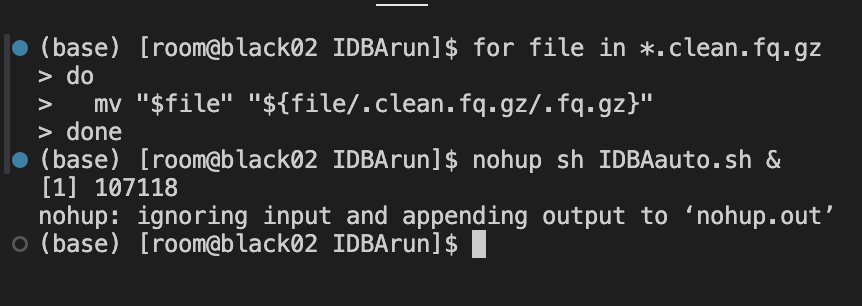 (base) [room@black02 IDBArun]$ for file in *.clean.fq.gz
> do
>   mv "$file" "${file/.clean.fq.gz/.fq.gz}"
> done
(base) [room@black02 IDBArun]$ nohup sh IDBAauto.sh &
[1] 107118
nohup: ignoring input and appending output to ‘nohup.out’
(base) [room@black02 IDBArun]$